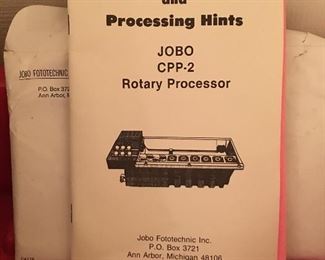 and
Processing Hints
JOBO
CPP-2
Rotary Processor
Jobo Fototechnic Inc.
P.O. Box 3721
Ann Arbor, Michigan 48106
JOBO FOTOTECHNIC
P.O. Box 372
Ann Arbor, M